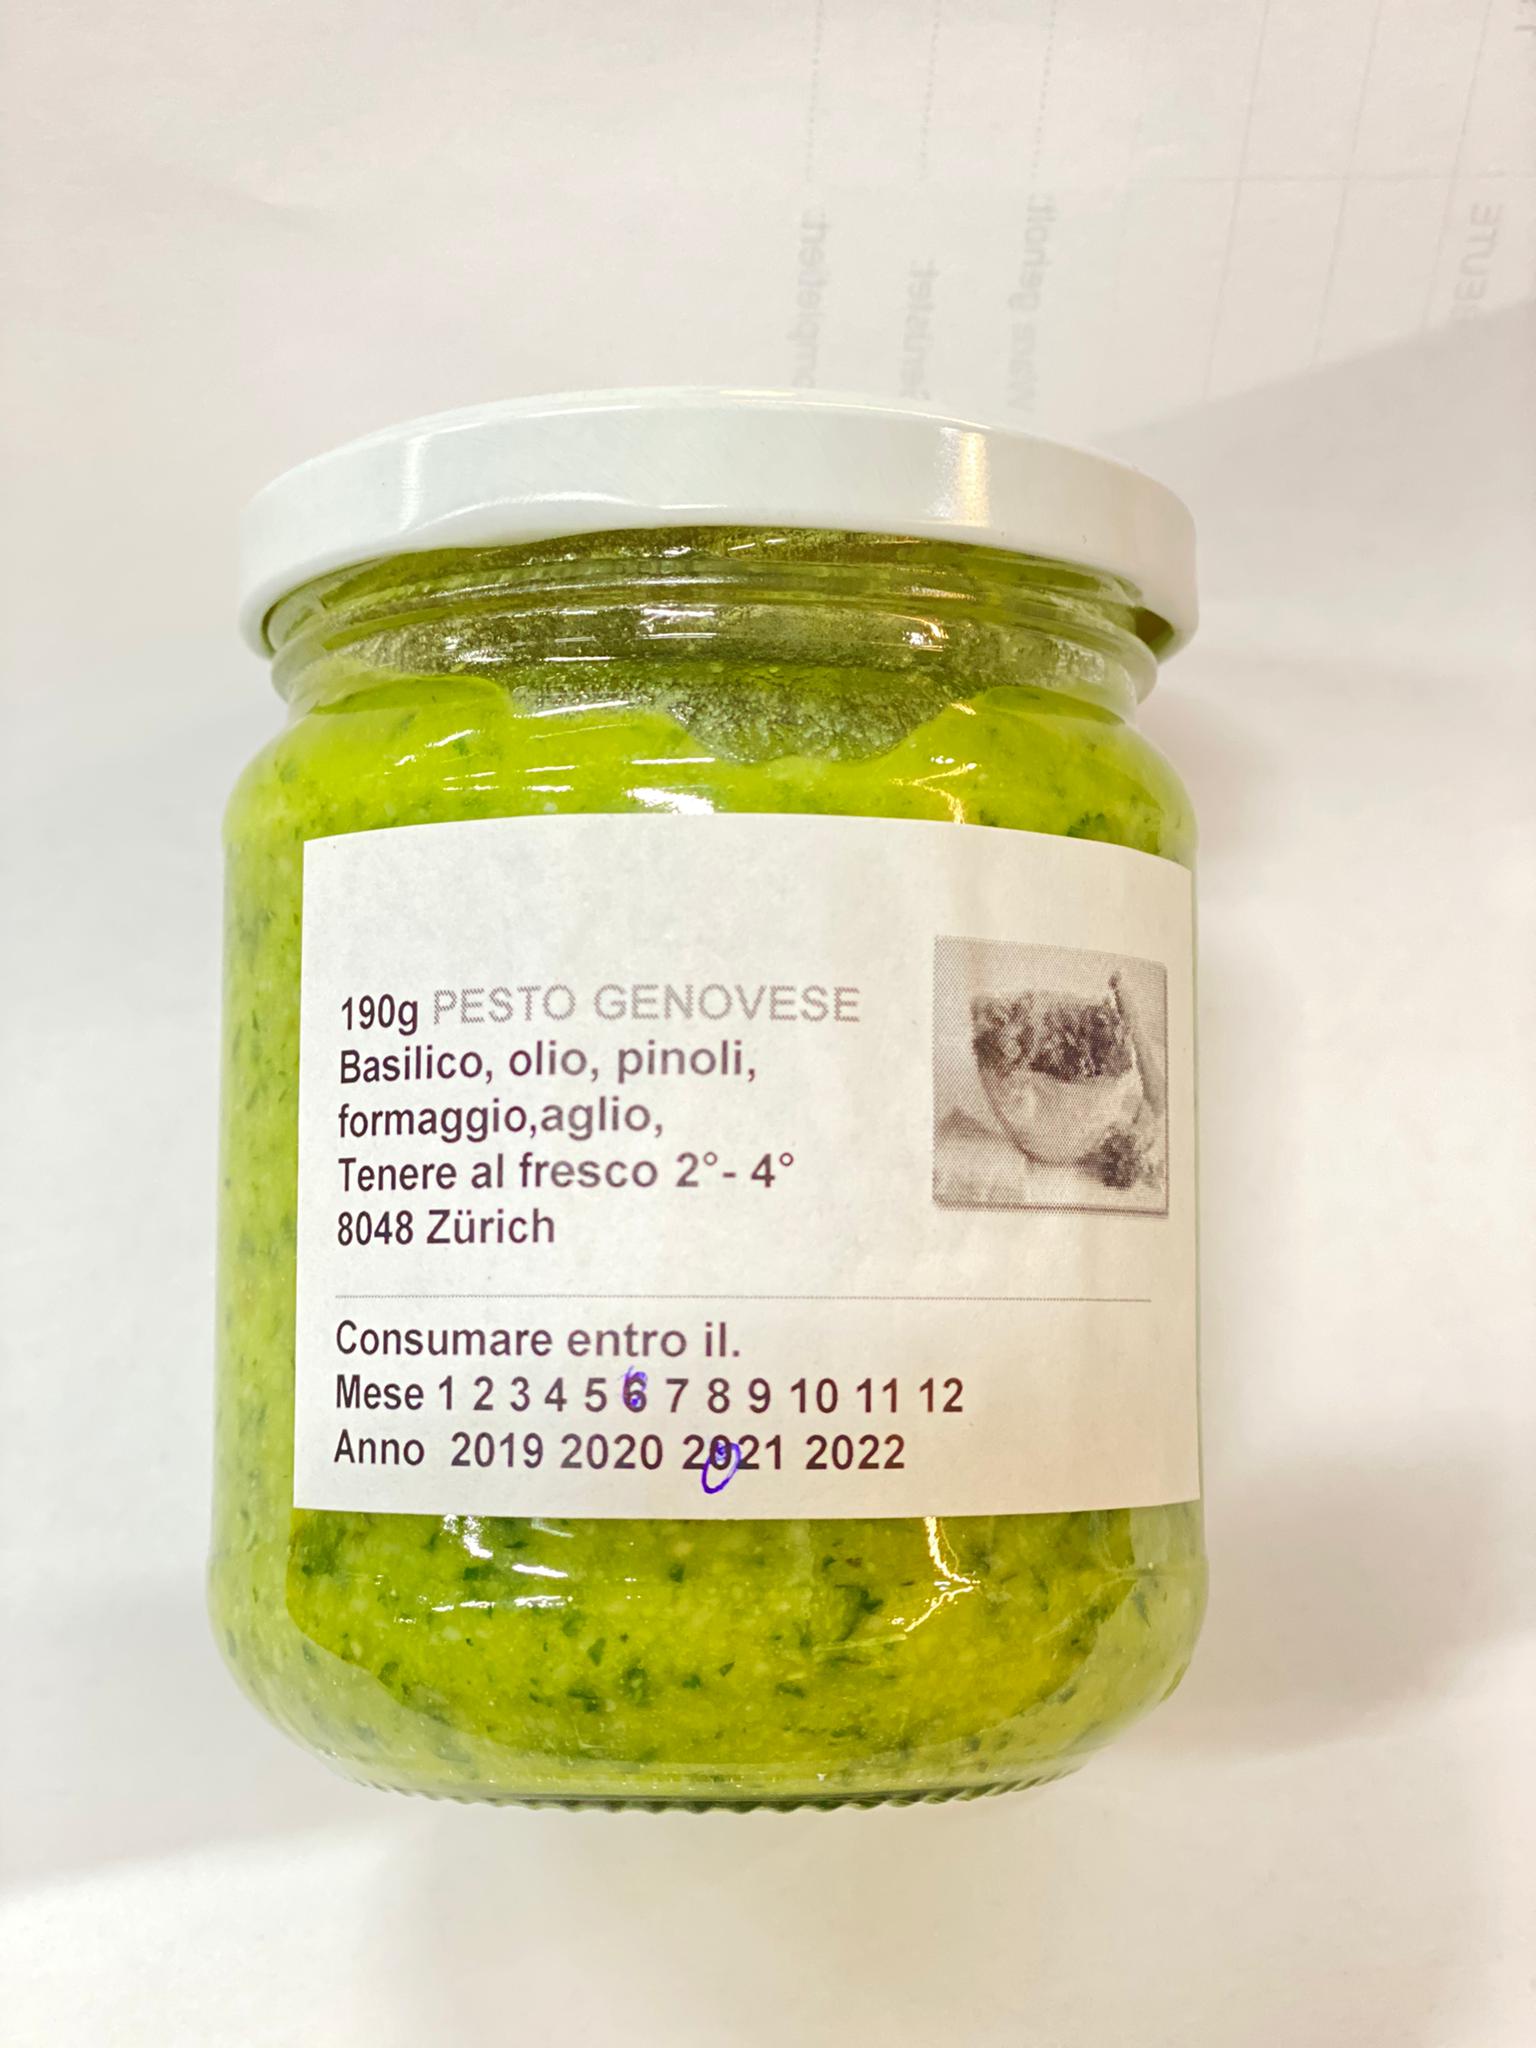 190g PESTO GENOVESE
Basilico, olio, pinoli,
formaggio,aglio,
Tenere al fresco 2°- 4°
8048 Zürich
Consumare entro il.
Mese 1 2 3 4 5 6 7 8 9 10 11 12
Anno 2019 2020 2021 2022